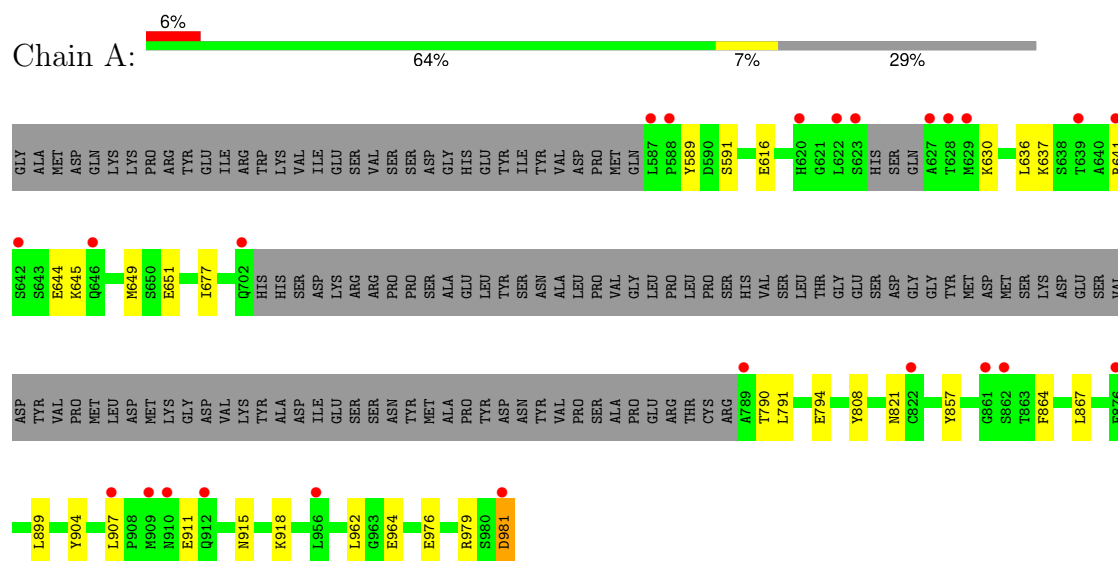 6%
Chain A:
64% 7% 29%
GLY ALA MET ASP GLN LYS LYS PRO ARG TYR GLU ILE ARG TRP LYS VAL ILE GLU SER VAL SER SER ASP GLY HIS GLU TYR ILE TYR VAL ASP PRO MET GLN L587 P588 Y589 D590 S591 E616 H620 G621 L622 S623 HIS SER GLN A627 T628 M629 K630 L636 K637 S638 T639 A640 R641
S642 S643 E644 K645 Q646 M649 S650 E651 I677 Q702 HIS HIS SER ASP LYS ARG ARG PRO PRO SER ALA GLU LEU TYR SER ASN ALA LEU PRO VAL GLY LEU PRO LEU PRO SER HIS VAL SER LEU THR GLY GLU SER ASP GLY GLY TYR MET ASP MET SER LYS ASP GLU SER VAL
ASP TYR VAL PRO MET LEU ASP MET LYS GLY ASP VAL LYS TYR ALA ASP ILE GLU SER SER ASN TYR MET ALA PRO TYR ASP ASN TYR VAL PRO SER ALA PRO GLU ARG THR CYS ARG A789 T790 L791 E794 Y808 N821 C822 Y857 G861 S862 T863 F864 L867 F876
L899 Y904 L907 P908 M909 N910 E911 Q912 N915 K918 L956 L962 G963 E964 E976 R979 S980 D981